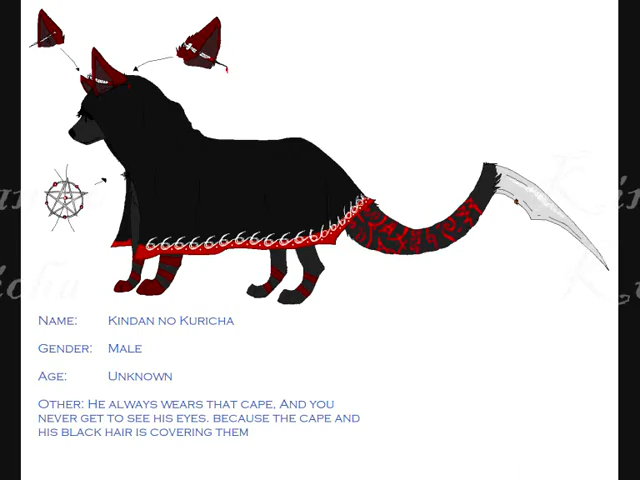 Name: Kindan no Kuricha
Gender: Male
Age: Unknown
Other: He always wears that cape, And you
never get to see his eyes. because the cape and
his black hair is covering them